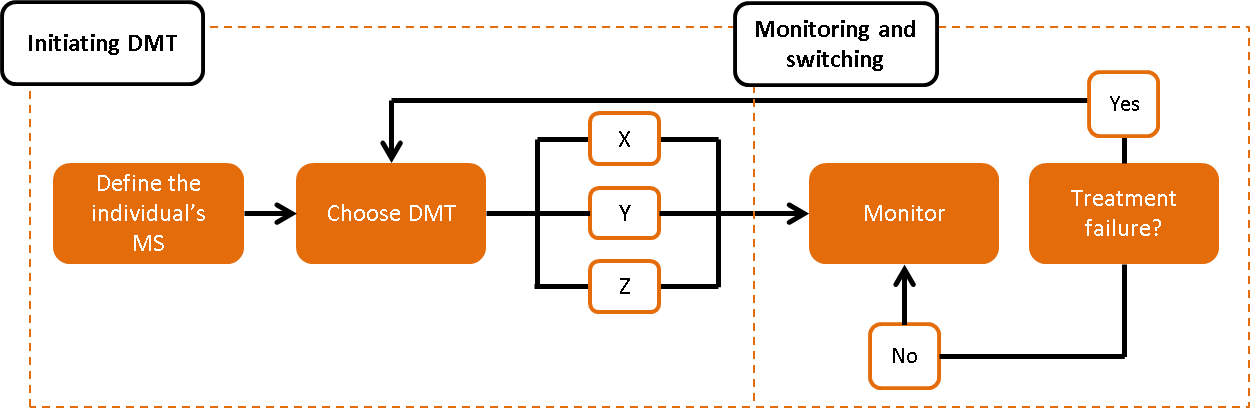 Initiating DMT
Monitoring and
switching
Yes
X
Define the
individual’s
MS
Choose DMT
Y
Monitor
Treatment
failure?
Z
No